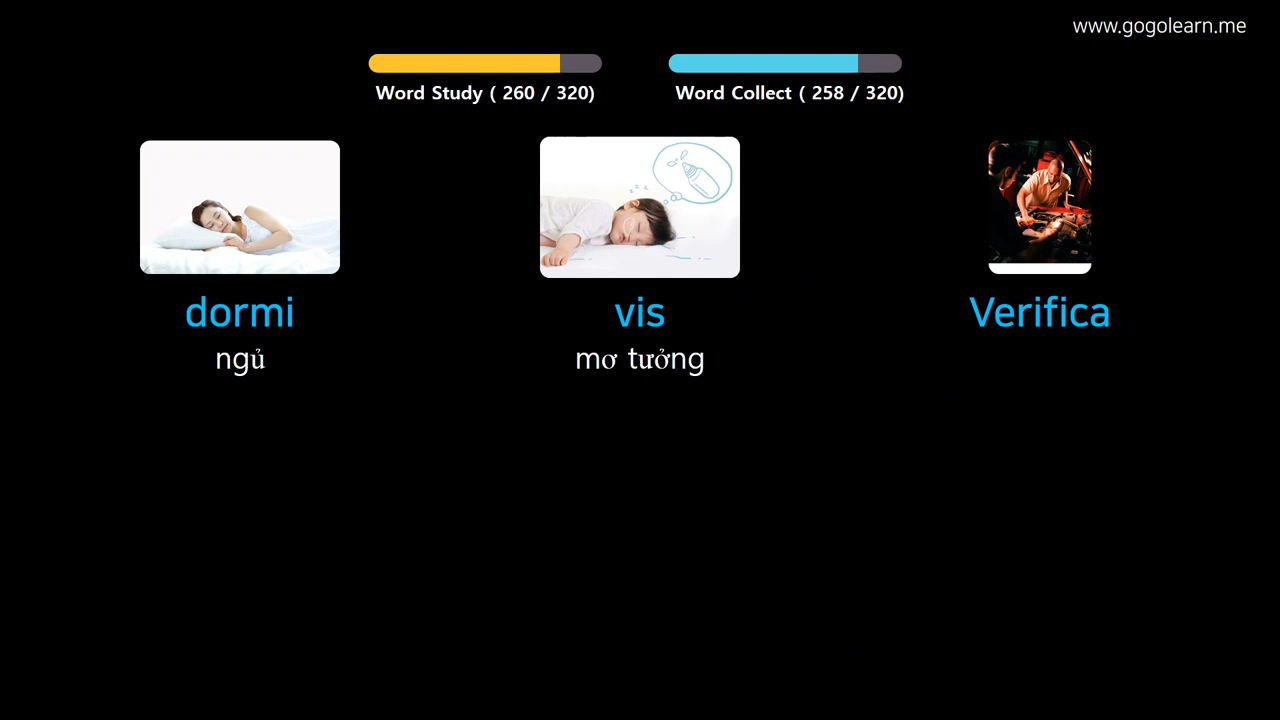 www.gogolearn.me
Word Study ( 260 / 320)
Word Collect ( 258 / 320)
dormi
vis
Verifica
ngủ
mơ tưởng